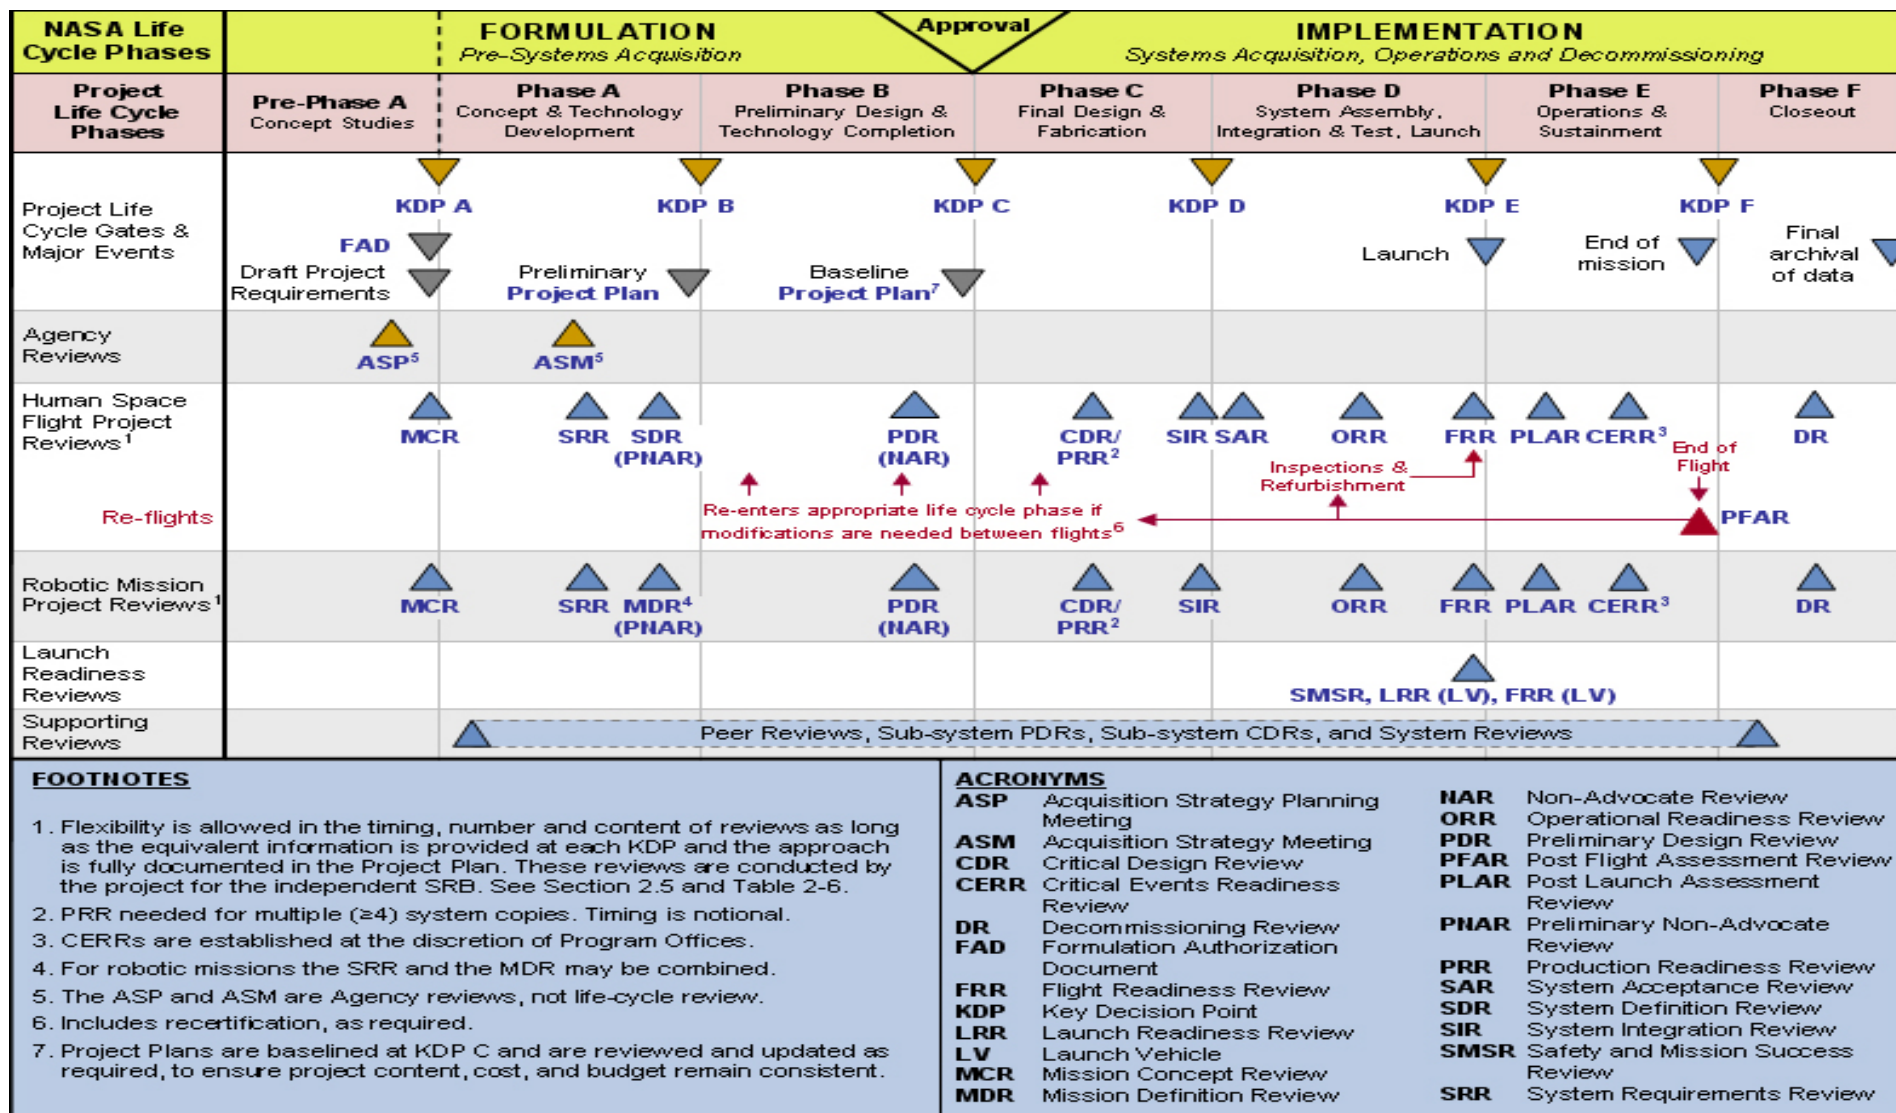 NASA Life
Cycle Phases
FORMULATION
Pre-Systems Acquisition
Approval
IMPLEMENTATION
Systems Acquisition, Operations and Decommissioning
Project
Life Cycle
Phases
Pre-Phase A
Concept Studies
Phase A
Concept & Technology
Development
Phase B
Preliminary Design &
Technology Completion
Phase C
Final Design &
Fabrication
Phase D
System Assembly,
Integration & Test, Launch
Phase E
Operations &
Sustainment
Phase F
Closeout
Project Life
Cycle Gates &
Major Events
KDP A
KDP B
KDP C
KDP D
KDP E
KDP F
FAD
Draft Project
Requirements
Preliminary
Project Plan
Baseline
Project Plan⁷
Launch
End of
mission
Final
archival
of data
Agency
Reviews
ASP⁵
ASM⁵
Human Space
Flight Project
Reviews¹
MCR
SRR
SDR
(PNAR)
PDR
(NAR)
CDR/
PRR²
SIR
SAR
ORR
FRR
PLAR
CERR³
DR
End of
Flight
Inspections &
Refurbishment
Re-flights
Re-enters appropriate life cycle phase if
modifications are needed between flights⁶
PFAR
Robotic Mission
Project Reviews¹
MCR
SRR
MDR⁴
(PNAR)
PDR
(NAR)
CDR/
PRR²
SIR
ORR
FRR
PLAR
CERR³
DR
Launch
Readiness
Reviews
SMSR, LRR (LV), FRR (LV)
Supporting
Reviews
Peer Reviews, Sub-system PDRs, Sub-system CDRs, and System Reviews
FOOTNOTES
1. Flexibility is allowed in the timing, number and content of reviews as long
as the equivalent information is provided at each KDP and the approach
is fully documented in the Project Plan. These reviews are conducted by
the project for the independent SRB. See Section 2.5 and Table 2-6.
2. PRR needed for multiple (≥4) system copies. Timing is notional.
3. CERRs are established at the discretion of Program Offices.
4. For robotic missions the SRR and the MDR may be combined.
5. The ASP and ASM are Agency reviews, not life-cycle review.
6. Includes recertification, as required.
7. Project Plans are baselined at KDP C and are reviewed and updated as
required, to ensure project content, cost, and budget remain consistent.
ACRONYMS
ASP Acquisition Strategy Planning
Meeting
ASM Acquisition Strategy Meeting
CDR Critical Design Review
CERR Critical Events Readiness
Review
DR Decommissioning Review
FAD Formulation Authorization
Document
FRR Flight Readiness Review
KDP Key Decision Point
LRR Launch Readiness Review
LV Launch Vehicle
MCR Mission Concept Review
MDR Mission Definition Review
NAR Non-Advocate Review
ORR Operational Readiness Review
PDR Preliminary Design Review
PFAR Post Flight Assessment Review
PLAR Post Launch Assessment
Review
PNAR Preliminary Non-Advocate
Review
PRR Production Readiness Review
SAR System Acceptance Review
SDR System Definition Review
SIR System Integration Review
SMSR Safety and Mission Success
Review
SRR System Requirements Review